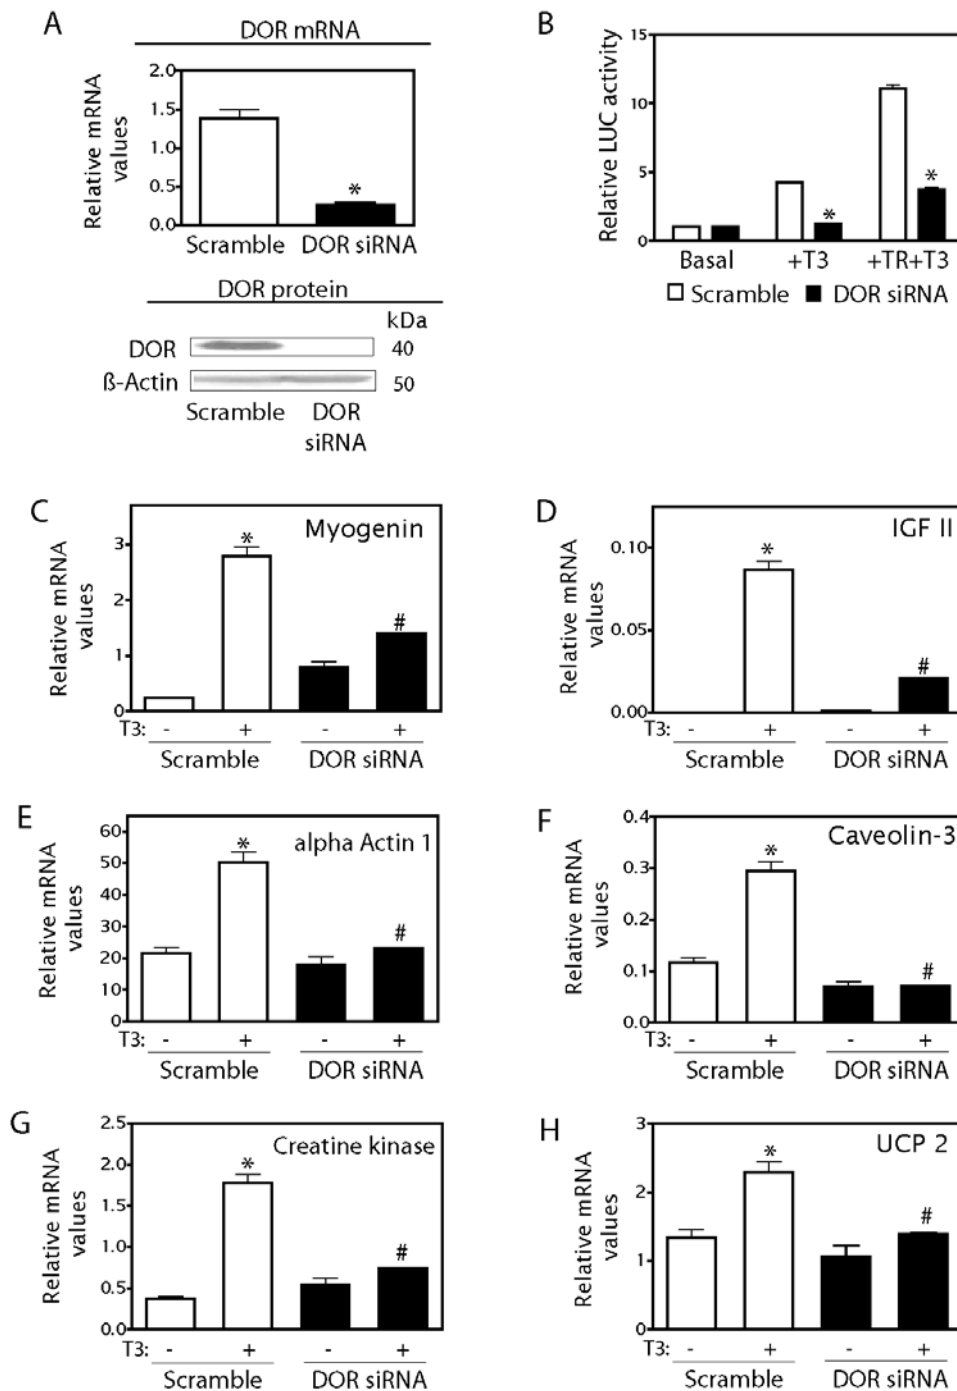 A
DOR mRNA
Relative mRNA
values
2.0
1.5
1.0
0.5
0.0
*
Scramble
DOR siRNA
DOR protein
kDa
DOR
40
ß-Actin
50
Scramble
DOR
siRNA
B
Relative LUC activity
15
10
5
0
*
*
Basal
+T3
+TR+T3
Scramble
DOR siRNA
C
Myogenin
Relative mRNA
values
3
2
1
0
*
#
T3: - + - +
Scramble
DOR siRNA
D
IGF II
Relative mRNA
values
0.10
0.05
0.00
*
#
T3: - + - +
Scramble
DOR siRNA
E
alpha Actin 1
Relative mRNA
values
60
50
40
30
20
10
0
*
#
T3: - + - +
Scramble
DOR siRNA
F
Caveolin-3
Relative mRNA
values
0.4
0.3
0.2
0.1
0.0
*
#
T3: - + - +
Scramble
DOR siRNA
G
Creatine kinase
Relative mRNA
values
2.5
2.0
1.5
1.0
0.5
0.0
*
#
T3: - + - +
Scramble
DOR siRNA
H
UCP 2
Relative mRNA
values
3
2
1
0
*
#
T3: - + - +
Scramble
DOR siRNA